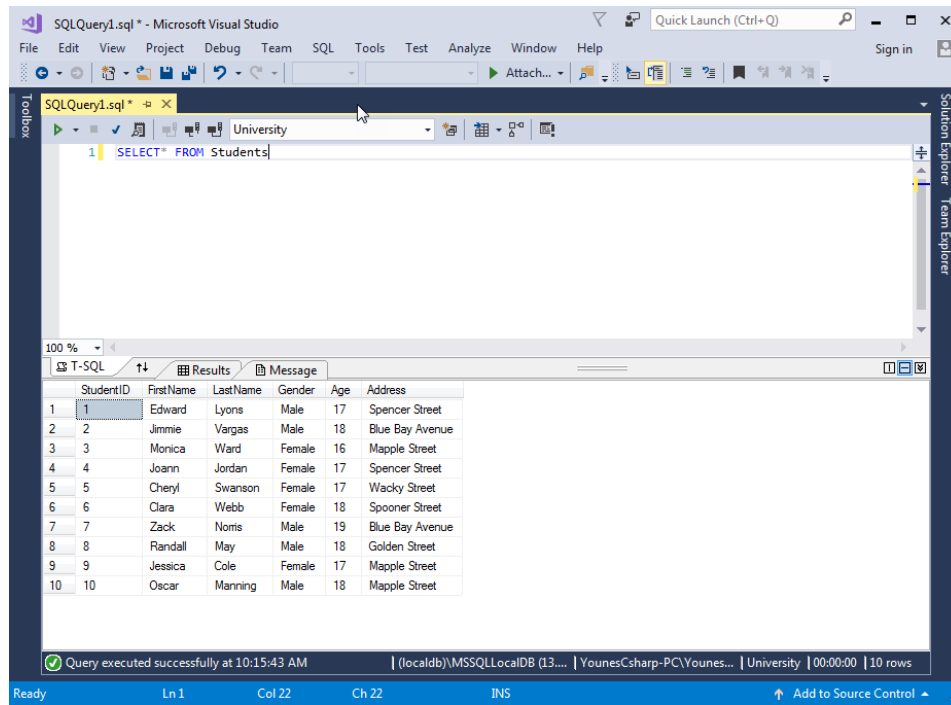 SQLQuery1.sql * - Microsoft Visual Studio
Quick Launch (Ctrl+Q)
File Edit View Project Debug Team SQL Tools Test Analyze Window Help Sign in
Attach...
Toolbox
SQLQuery1.sql *
University
1 SELECT* FROM Students
Solution Explorer
Team Explorer
100 %
T-SQL Results Message
StudentID FirstName LastName Gender Age Address
1 1 Edward Lyons Male 17 Spencer Street
2 2 Jimmie Vargas Male 18 Blue Bay Avenue
3 3 Monica Ward Female 16 Mapple Street
4 4 Joann Jordan Female 17 Spencer Street
5 5 Cheryl Swanson Female 17 Wacky Street
6 6 Clara Webb Female 18 Spooner Street
7 7 Zack Norris Male 19 Blue Bay Avenue
8 8 Randall May Male 18 Golden Street
9 9 Jessica Cole Female 17 Mapple Street
10 10 Oscar Manning Male 18 Mapple Street
Query executed successfully at 10:15:43 AM (localdb)\MSSQLLocalDB (13.... YounesCsharp-PC\Younes... University 00:00:00 10 rows
Ready Ln 1 Col 22 Ch 22 INS Add to Source Control